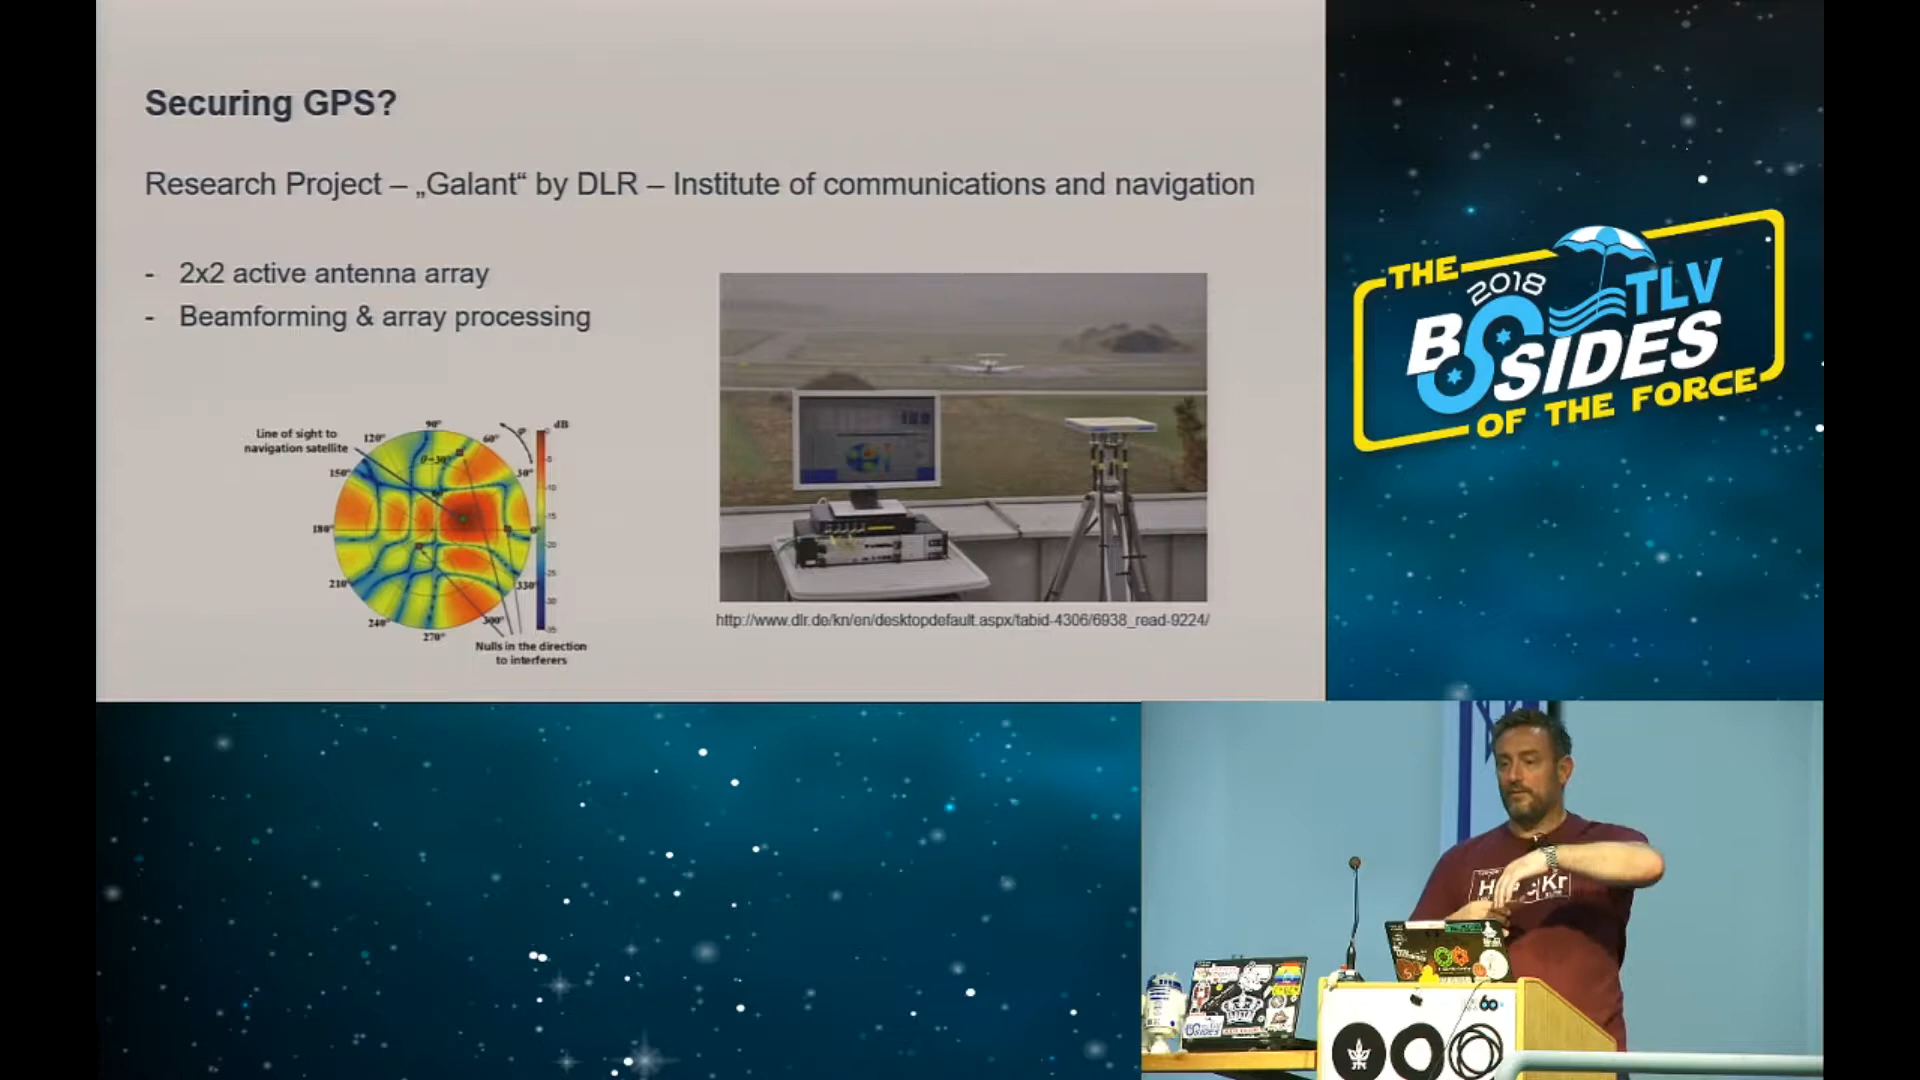 Securing GPS?
Research Project – „Galant“ by DLR – Institute of communications and navigation
- 2x2 active antenna array
- Beamforming & array processing
Line of sight to
navigation satellite
90°
120°
60°
φ
dB
θ=30°
150°
30°
180°
0°
210°
330°
240°
300°
270°
Nulls in the direction
to interferers
http://www.dlr.de/kn/en/desktopdefault.aspx/tabid-4306/6938_read-9224/
THE
2018
TLV
BSIDES
OF THE FORCE
Kr